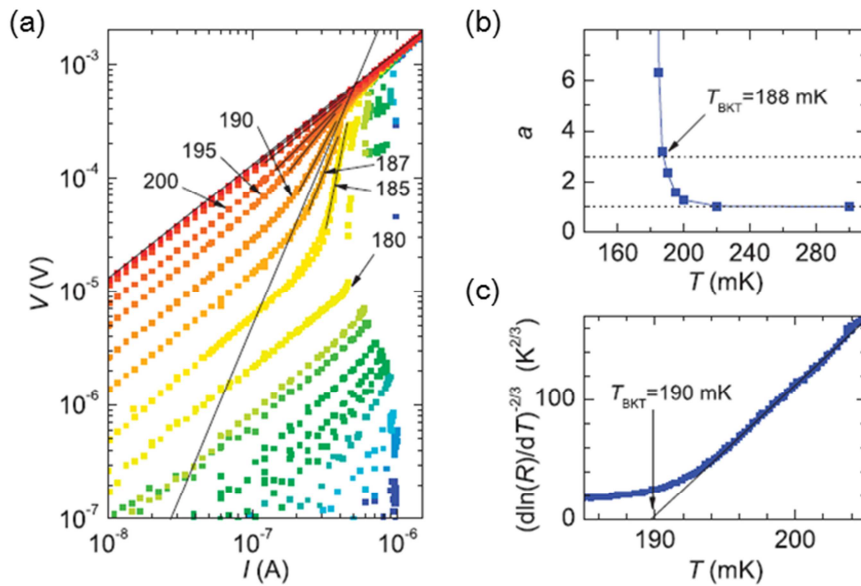 (a)
10^-3
10^-4
10^-5
10^-6
10^-7
V (V)
200
195
190
187
185
180
10^-8
10^-7
10^-6
I (A)
(b)
6
4
2
0
a
T_BKT=188 mK
160
200
240
280
T (mK)
(c)
(dln(R)/dT)^-2/3 (K^2/3)
100
0
T_BKT=190 mK
190
200
T (mK)